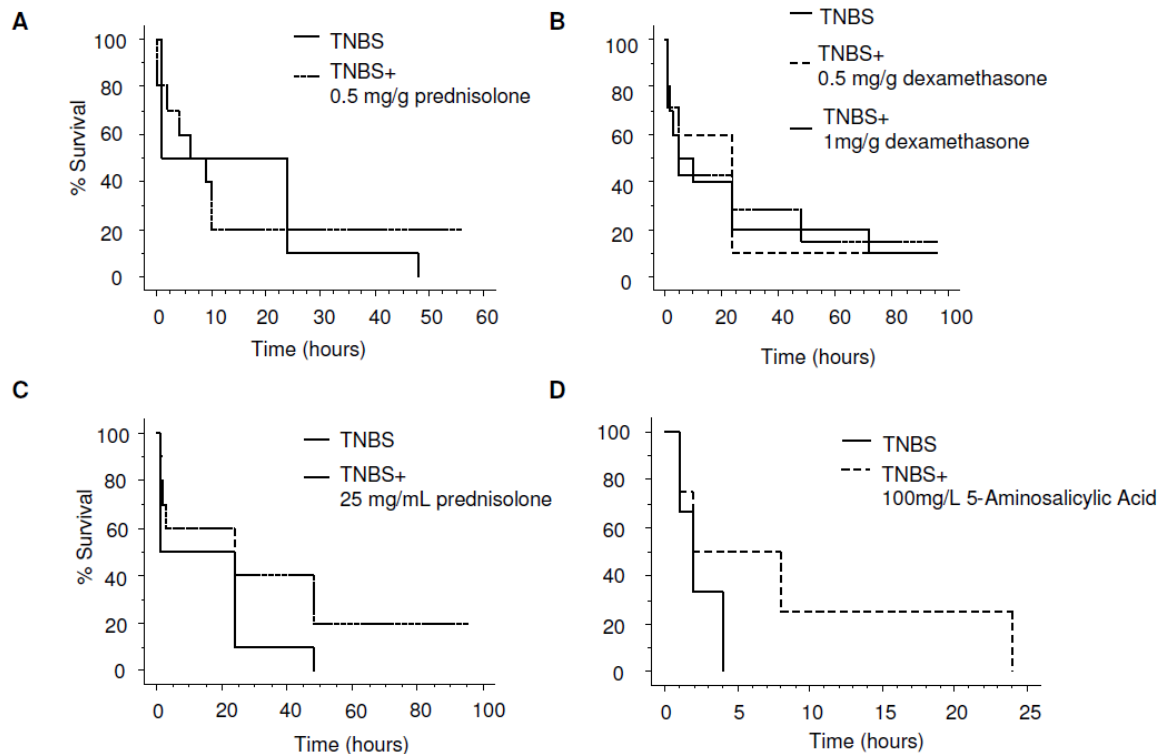 A
100
80
60
40
20
0
% Survival
TNBS
TNBS+
0.5 mg/g prednisolone
0 10 20 30 40 50 60
Time (hours)
B
100
80
60
40
20
0
TNBS
TNBS+
0.5 mg/g dexamethasone
TNBS+
1mg/g dexamethasone
0 20 40 60 80 100
Time (hours)
C
100
80
60
40
20
0
% Survival
TNBS
TNBS+
25 mg/mL prednisolone
0 20 40 60 80 100
Time (hours)
D
100
80
60
40
20
0
TNBS
TNBS+
100mg/L 5-Aminosalicylic Acid
0 5 10 15 20 25
Time (hours)